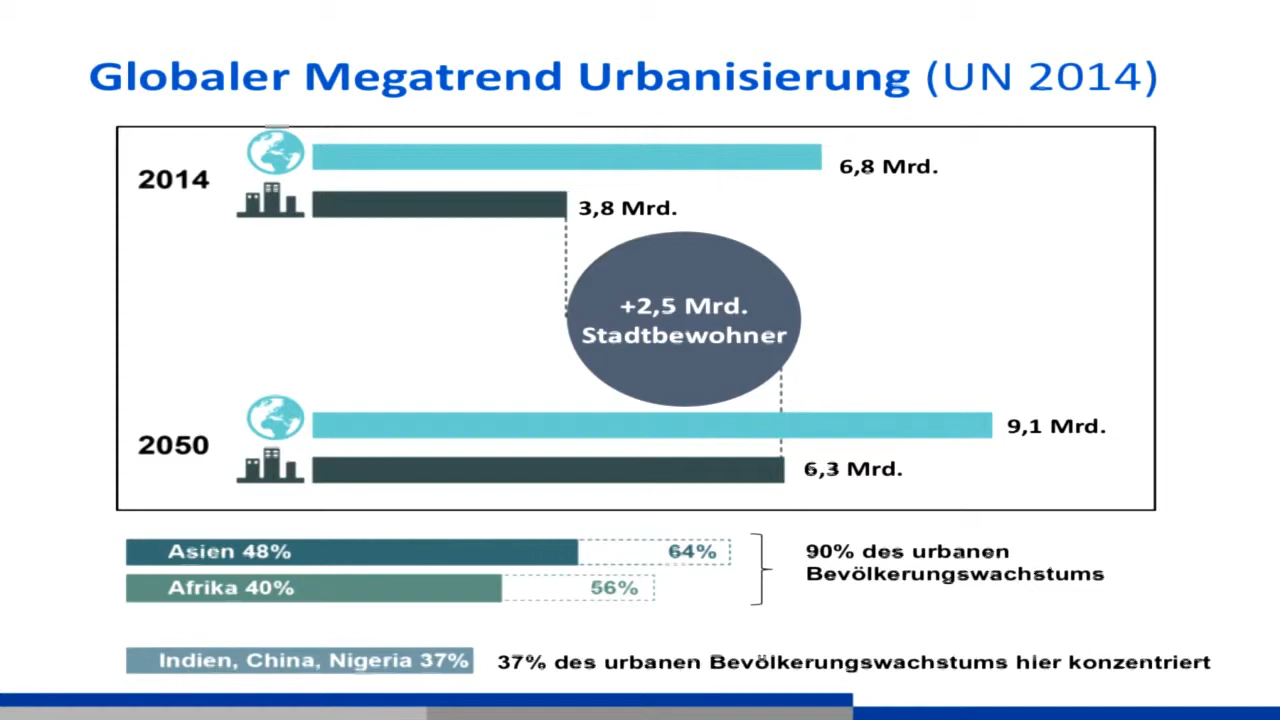 Globaler Megatrend Urbanisierung (UN 2014)
2014
6,8 Mrd.
3,8 Mrd.
+2,5 Mrd.
Stadtbewohner
2050
9,1 Mrd.
6,3 Mrd.
Asien 48%
64%
Afrika 40%
56%
90% des urbanen
Bevölkerungswachstums
Indien, China, Nigeria 37%
37% des urbanen Bevölkerungswachstums hier konzentriert